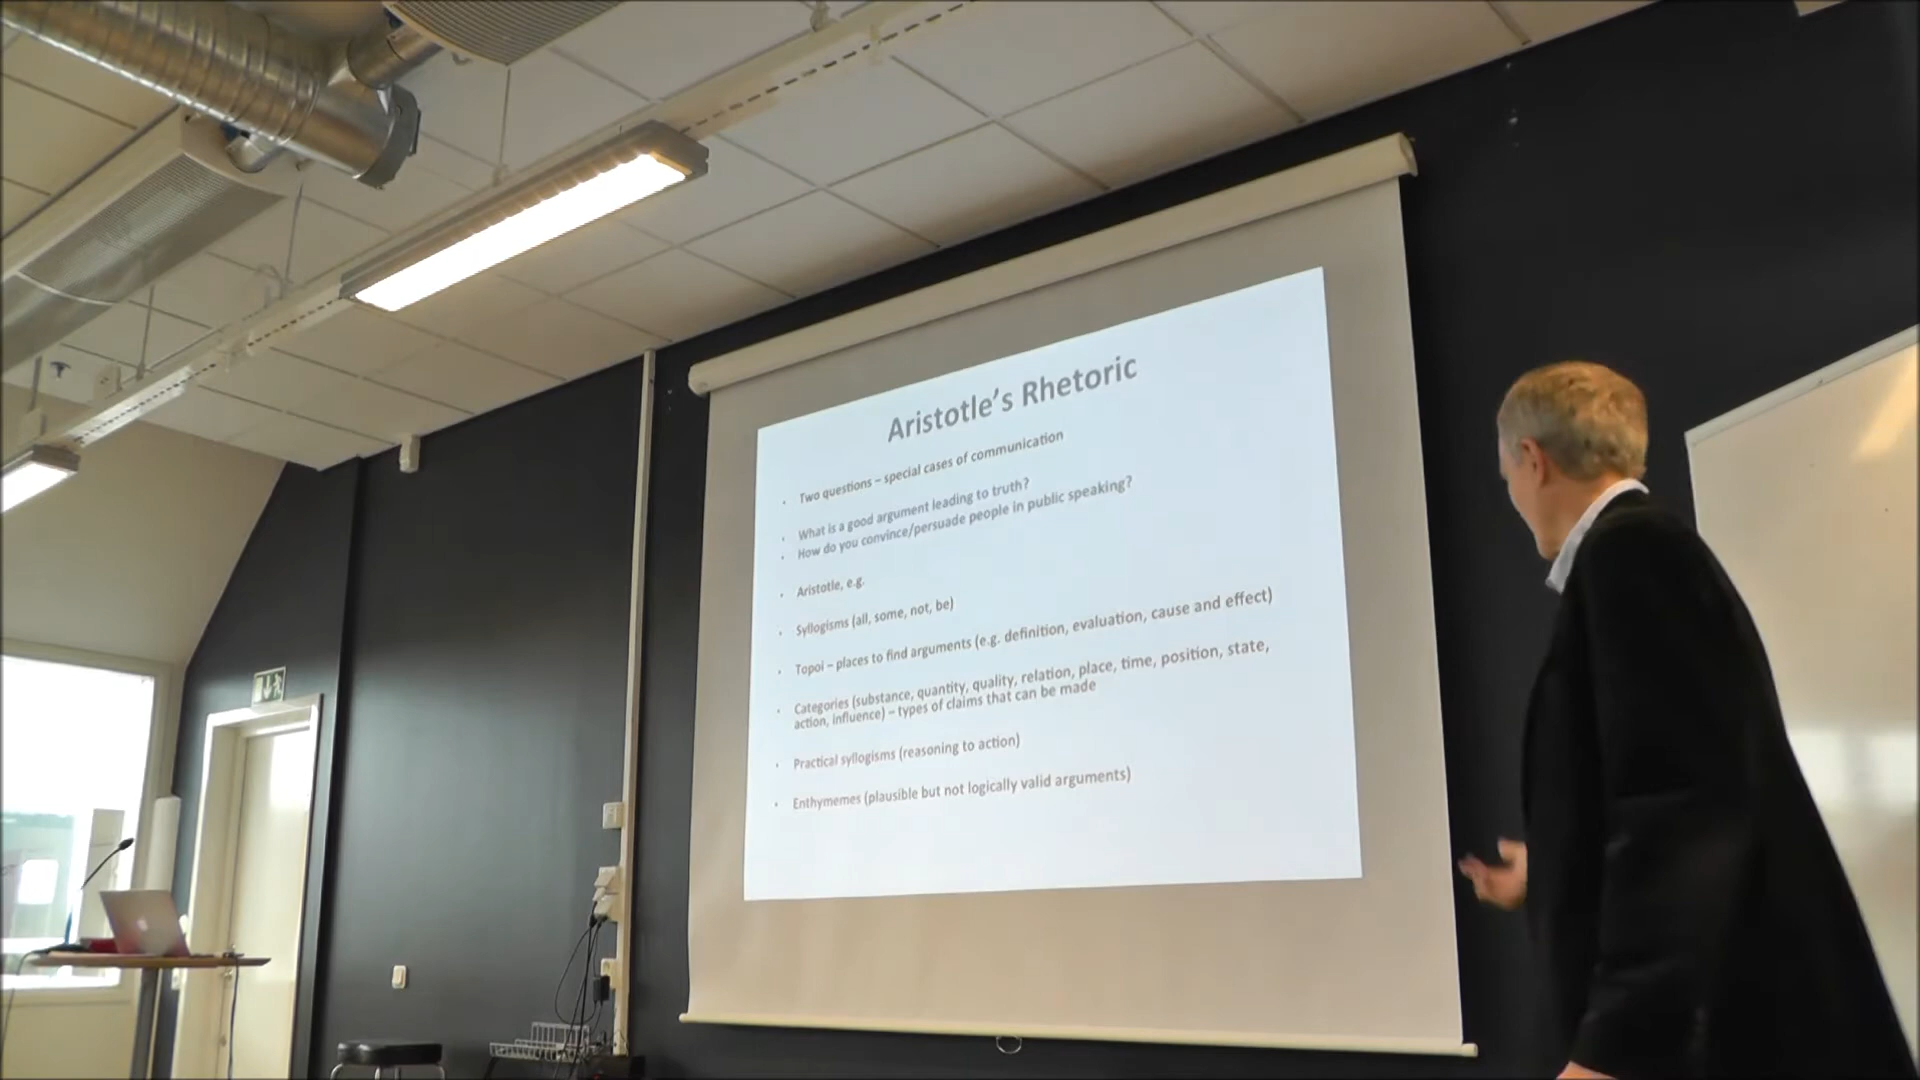 Aristotle's Rhetoric
• Two questions – special cases of communication
• What is a good argument leading to truth?
• How do you convince/persuade people in public speaking?
• Aristotle, e.g.
• Syllogisms (all, some, not, be)
• Topoi – places to find arguments (e.g. definition, evaluation, cause and effect)
• Categories (substance, quantity, quality, relation, place, time, position, state,
action, influence) – types of claims that can be made
• Practical syllogisms (reasoning to action)
• Enthymemes (plausible but not logically valid arguments)